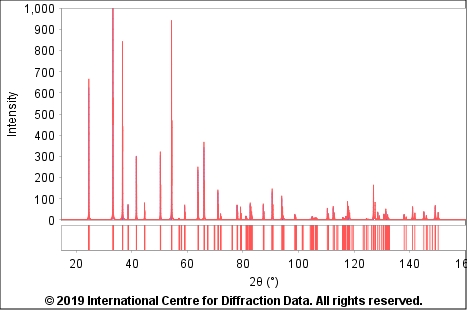 1,000
900
800
700
600
500
400
300
200
100
0
Intensity
20 40 60 80 100 120 140 16
2θ (°)
© 2019 International Centre for Diffraction Data. All rights reserved.